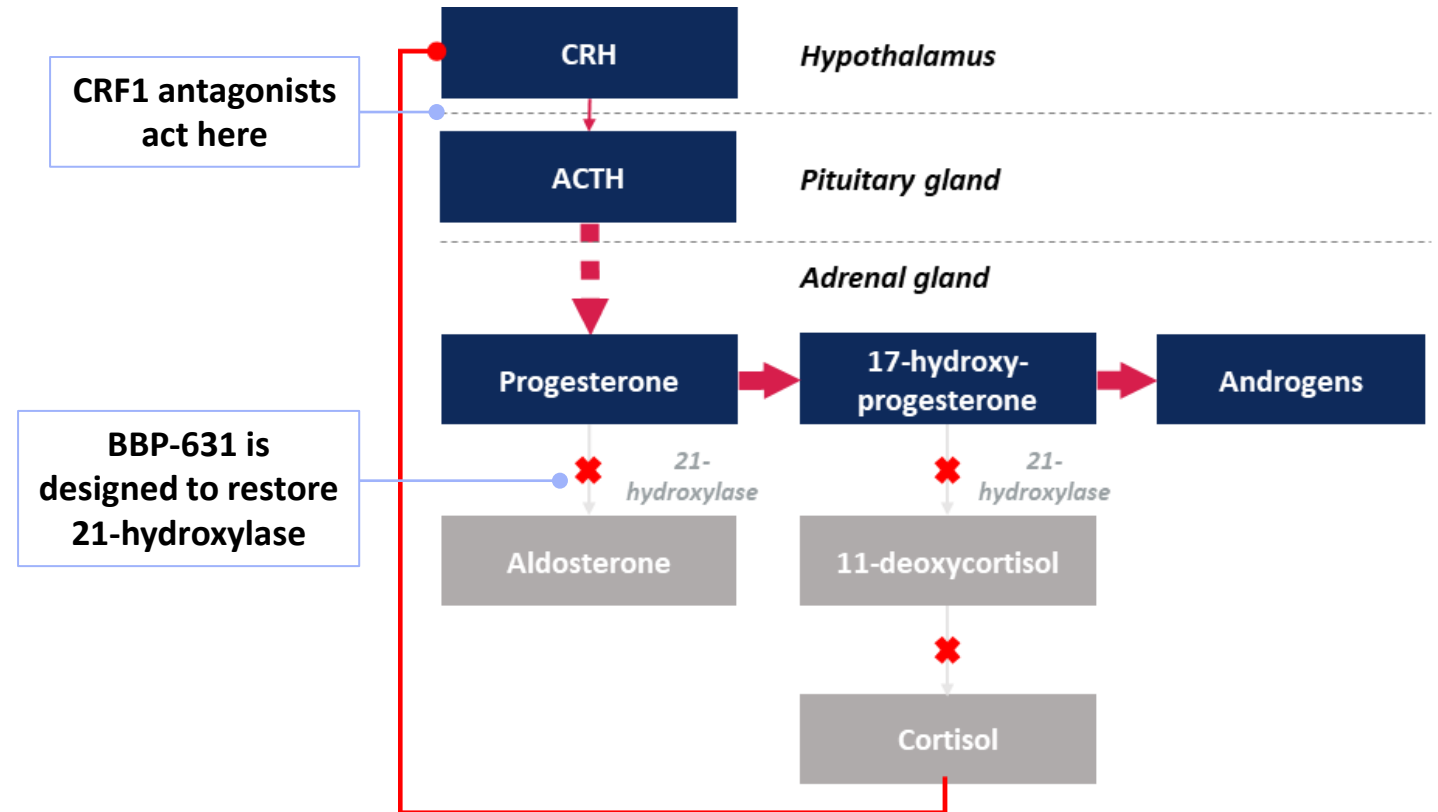 CRH
Hypothalamus
CRF1 antagonists
act here
ACTH
Pituitary gland
Adrenal gland
Progesterone
17-hydroxy-
progesterone
Androgens
BBP-631 is
designed to restore
21-hydroxylase
21-
hydroxylase
21-
hydroxylase
Aldosterone
11-deoxycortisol
Cortisol